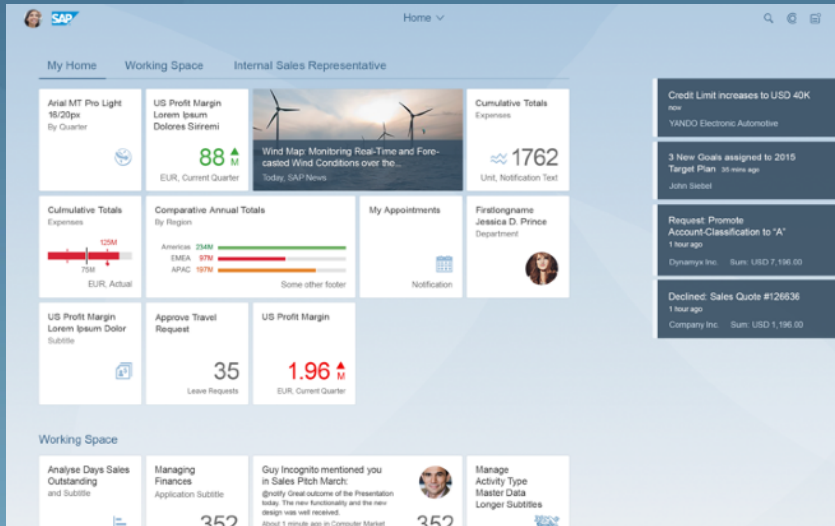 SAP
Home
My Home
Working Space
Internal Sales Representative
Arial MT Pro Light
16/20px
By Quarter
US Profit Margin
Lorem Ipsum
Dolores Sirremi
88 M
EUR, Current Quarter
Wind Map: Monitoring Real-Time and Fore-
casted Wind Conditions over the...
Today, SAP News
Cumulative Totals
Expenses
1762
Unit, Notification Text
Culmulative Totals
Expenses
125M
75M
EUR, Actual
Comparative Annual Totals
By Region
Americas 234M
EMEA 97M
APAC 197M
Some other footer
My Appointments
Notification
Firstlongname
Jessica D. Prince
Department
US Profit Margin
Lorem Ipsum Dolor
Subtitle
Approve Travel
Request
35
Leave Requests
US Profit Margin
1.96 M
EUR, Current Quarter
Credit Limit increases to USD 40K
now
YANDO Electronic Automotive
3 New Goals assigned to 2015
Target Plan 35 mins ago
John Siebel
Request: Promote
Account-Classification to "A"
1 hour ago
Dynamyx Inc. Sum: USD 7,196.00
Declined: Sales Quote #126636
1 hour ago
Company Inc. Sum: USD 1,196.00
Working Space
Analyse Days Sales
Outstanding
and Subtitle
Managing
Finances
Application Subtitle
352
Guy Incognito mentioned you
in Sales Pitch March:
@notify Great outcome of the Presentation
today. The new functionality and the new
design was well received.
About 1 minute ago in Computer Market
352
Manage
Activity Type
Master Data
Longer Subtitles